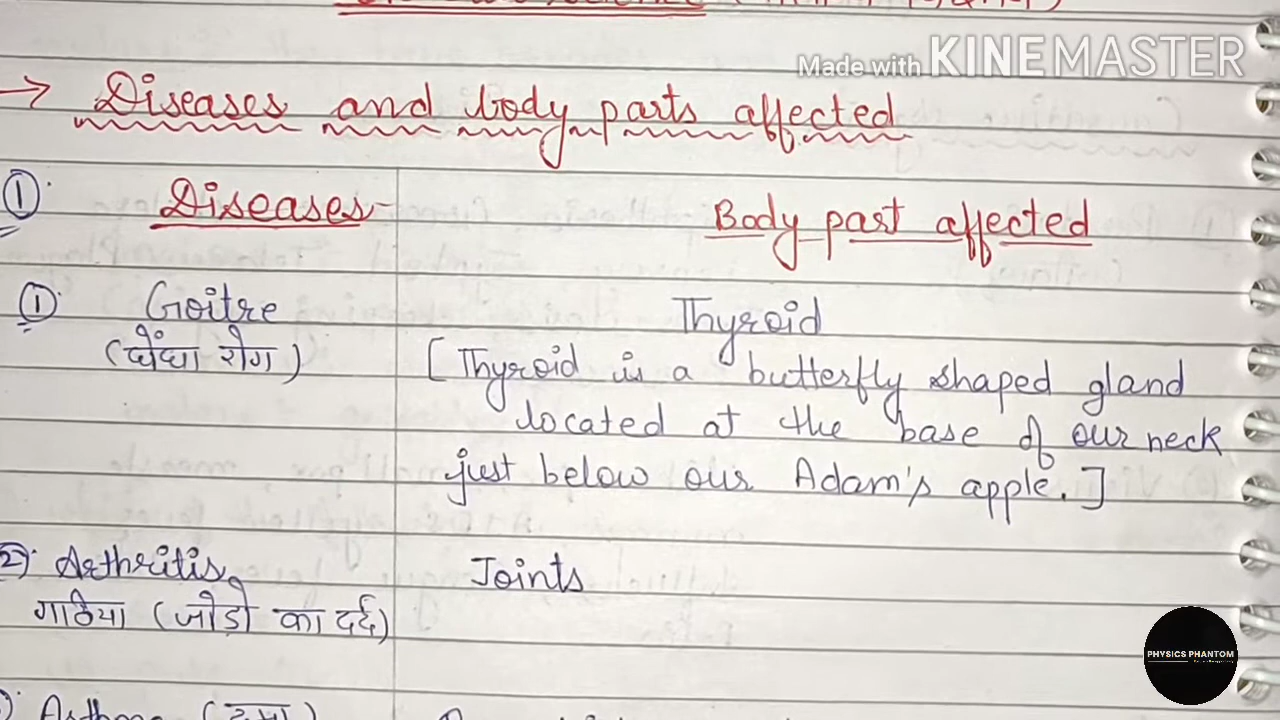 Made with KINEMASTER
→ Diseases and body parts affected
① Diseases- Body part affected
① Goitre Thyroid
(घेंघा रोग) [Thyroid is a butterfly shaped gland
located at the base of our neck
just below our Adam's apple.]
2) Arthritis Joints
गाठिया (जोडो का दर्द)
PHYSICS PHANTOM